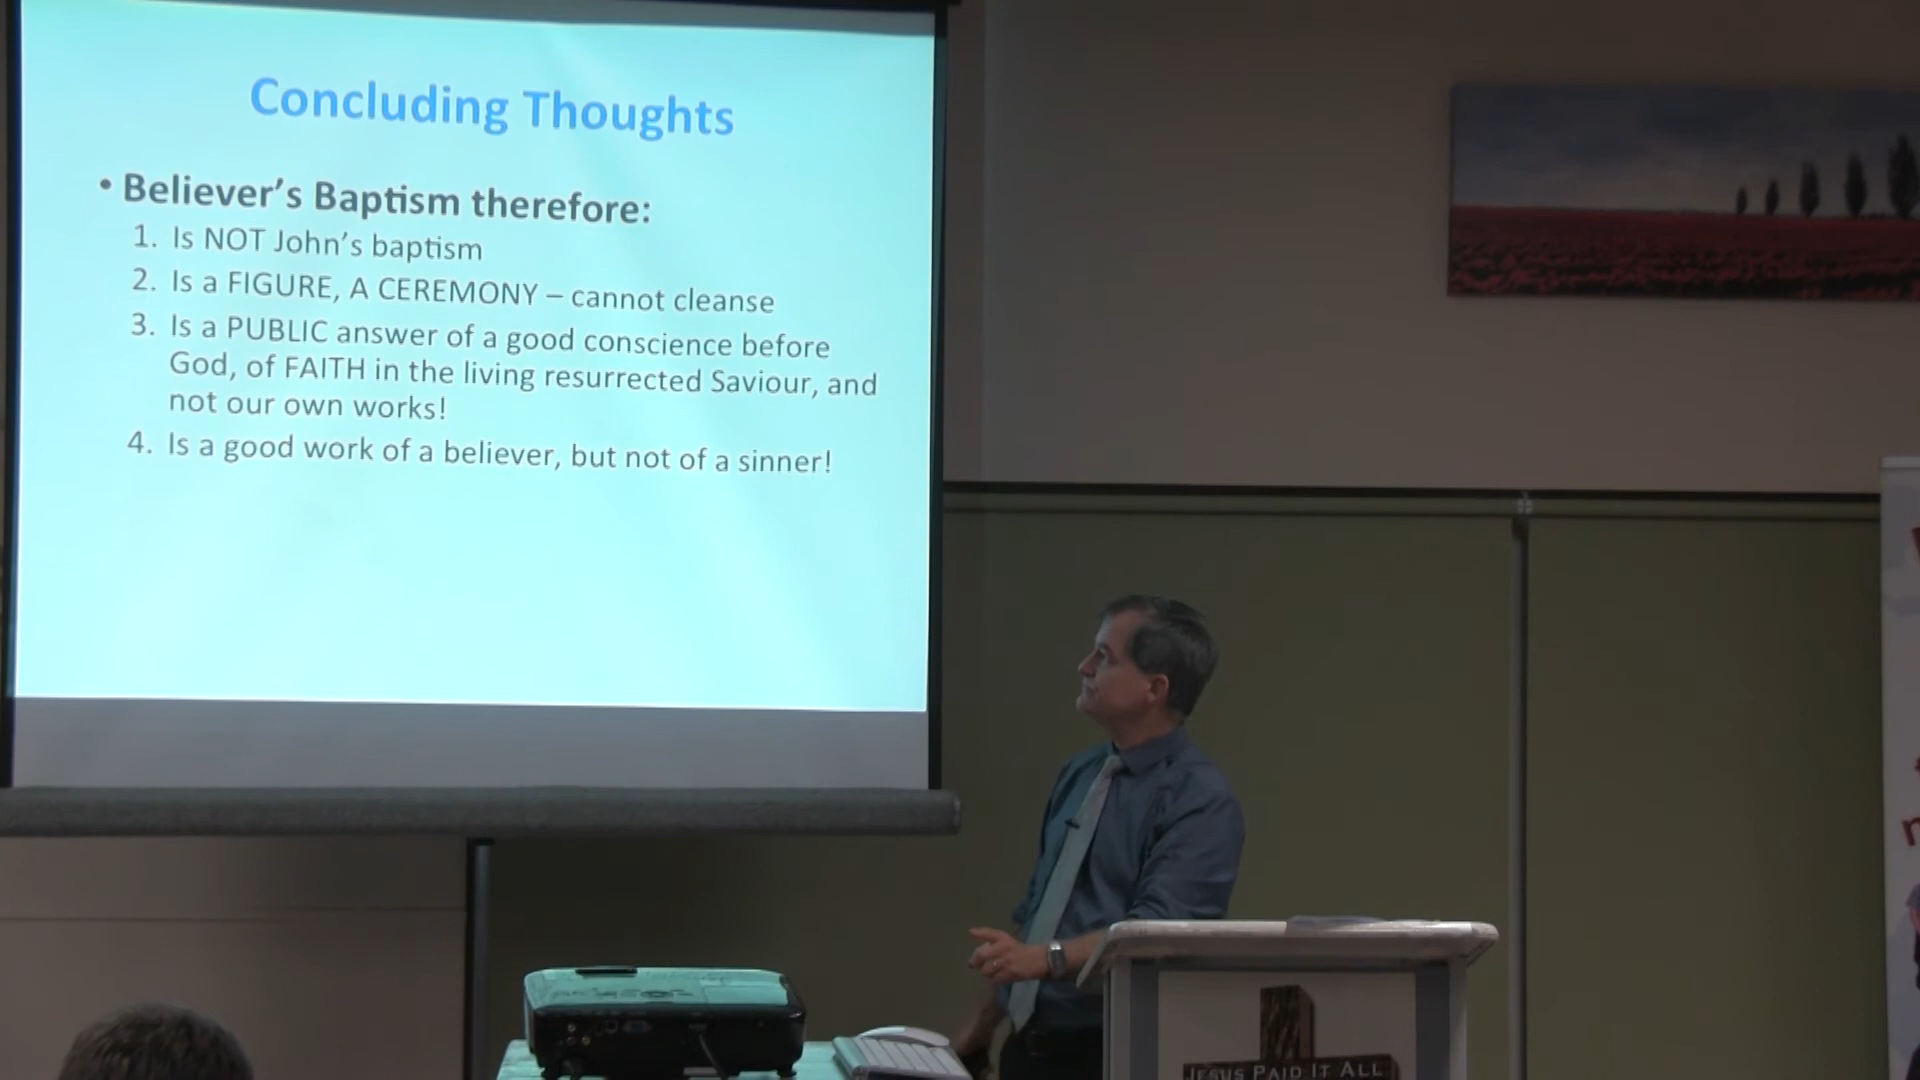 Concluding Thoughts
• Believer's Baptism therefore:
1. Is NOT John's baptism
2. Is a FIGURE, A CEREMONY – cannot cleanse
3. Is a PUBLIC answer of a good conscience before
God, of FAITH in the living resurrected Saviour, and
not our own works!
4. Is a good work of a believer, but not of a sinner!
JESUS PAID IT ALL